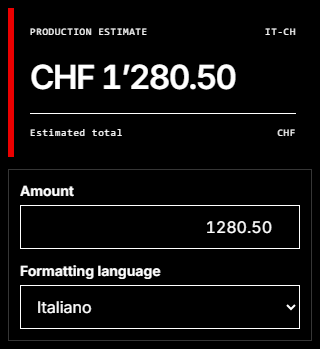 PRODUCTION ESTIMATE IT-CH
CHF 1’280.50
Estimated total CHF
Amount
1280.50
Formatting language
Italiano